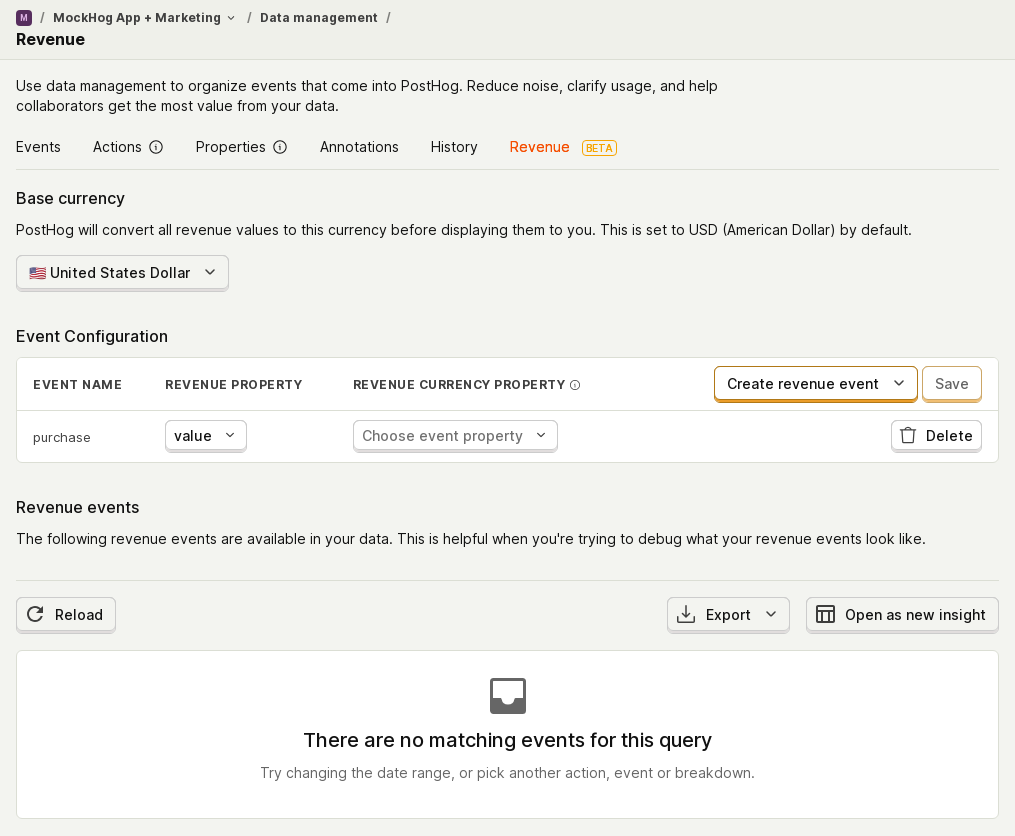 M / MockHog App + Marketing / Data management /
Revenue
Use data management to organize events that come into PostHog. Reduce noise, clarify usage, and help
collaborators get the most value from your data.
Events Actions Properties Annotations History Revenue BETA
Base currency
PostHog will convert all revenue values to this currency before displaying them to you. This is set to USD (American Dollar) by default.
🇺🇸 United States Dollar
Event Configuration
EVENT NAME REVENUE PROPERTY REVENUE CURRENCY PROPERTY Create revenue event Save
purchase value Choose event property Delete
Revenue events
The following revenue events are available in your data. This is helpful when you're trying to debug what your revenue events look like.
Reload Export Open as new insight
There are no matching events for this query
Try changing the date range, or pick another action, event or breakdown.